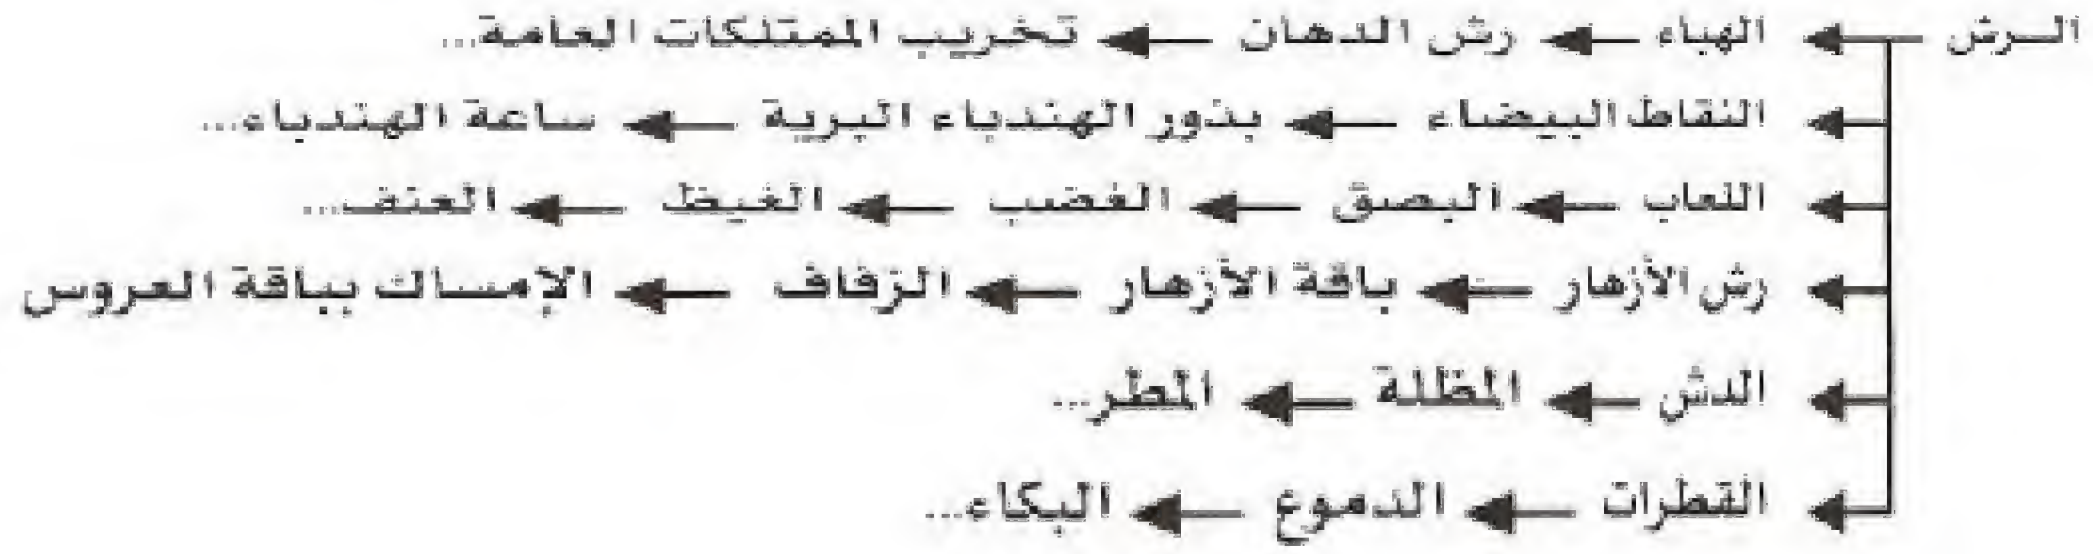 الرش ← الهباء ← رش الدهان ← تخريب الممتلكات العامة...
← النقاط البيضاء ← بذور الهندباء البرية ← ساعة الهندباء...
← اللعاب ← البصق ← الغضب ← الغيظ ← العنف...
← رش الأزهار ← باقة الأزهار ← الزفاف ← الإمساك بباقة العروس
← الدش ← المظلة ← المطر...
← القطرات ← الدموع ← البكاء...